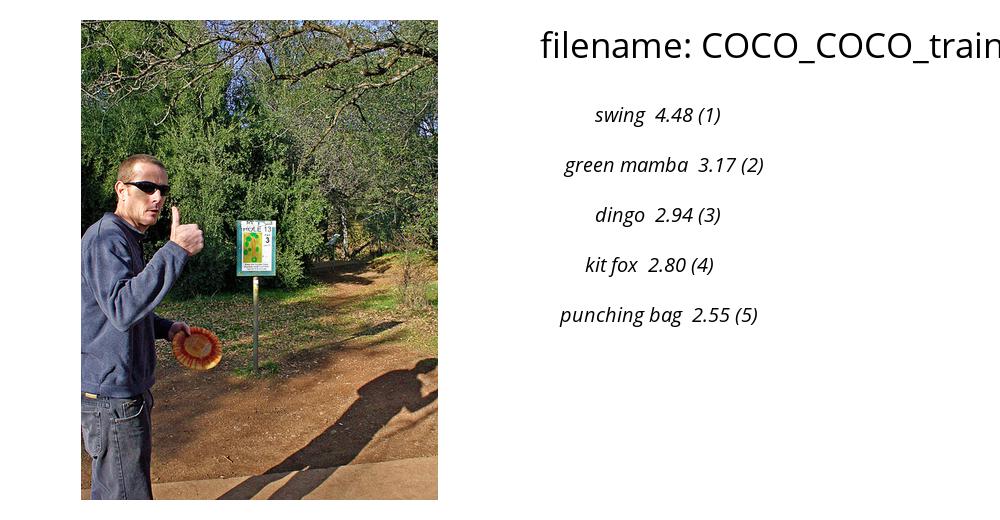 filename: COCO_COCO_train
swing 4.48 (1)
green mamba 3.17 (2)
dingo 2.94 (3)
kit fox 2.80 (4)
punching bag 2.55 (5)
HOLE 13
3